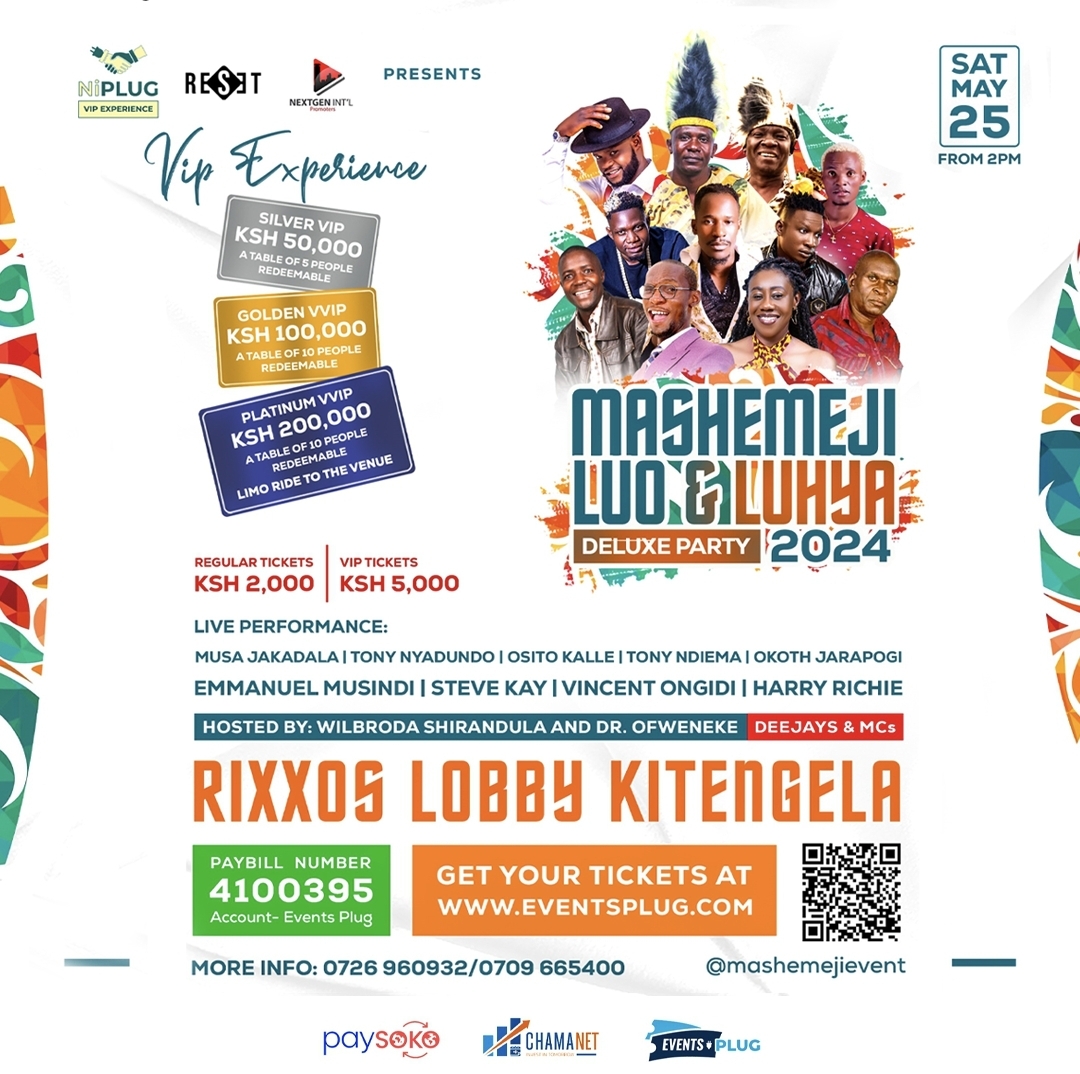 NiPLUG
VIP EXPERIENCE
RESET
NEXTGEN INT'L
Promoters
PRESENTS
SAT
MAY
25
FROM 2PM
Vip Experience
SILVER VIP
KSH 50,000
A TABLE OF 5 PEOPLE
REDEEMABLE
GOLDEN VVIP
KSH 100,000
A TABLE OF 10 PEOPLE
REDEEMABLE
PLATINUM VVIP
KSH 200,000
A TABLE OF 10 PEOPLE
REDEEMABLE
LIMO RIDE TO THE VENUE
MASHEMEJI
LUO & LUHYA
DELUXE PARTY 2024
REGULAR TICKETS
KSH 2,000
VIP TICKETS
KSH 5,000
LIVE PERFORMANCE:
MUSA JAKADALA | TONY NYADUNDO | OSITO KALLE | TONY NDIEMA | OKOTH JARAPOGI
EMMANUEL MUSINDI | STEVE KAY | VINCENT ONGIDI | HARRY RICHIE
HOSTED BY: WILBRODA SHIRANDULA AND DR. OFWENEKE DEEJAYS & MCs
RIXXOS LOBBY KITENGELA
PAYBILL NUMBER
4100395
Account- Events Plug
GET YOUR TICKETS AT
WWW.EVENTSPLUG.COM
MORE INFO: 0726 960932/0709 665400
@mashemejievent
paysoko
CHAMANET
EVENTS PLUG